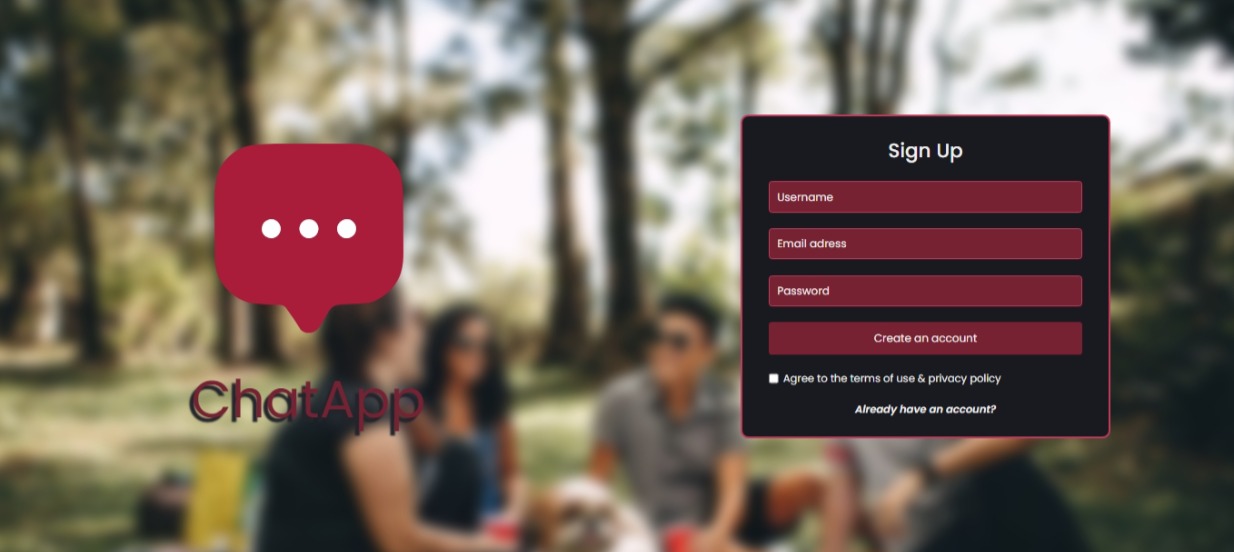 ChatApp
Sign Up
Username
Email adress
Password
Create an account
Agree to the terms of use & privacy policy
Already have an account?